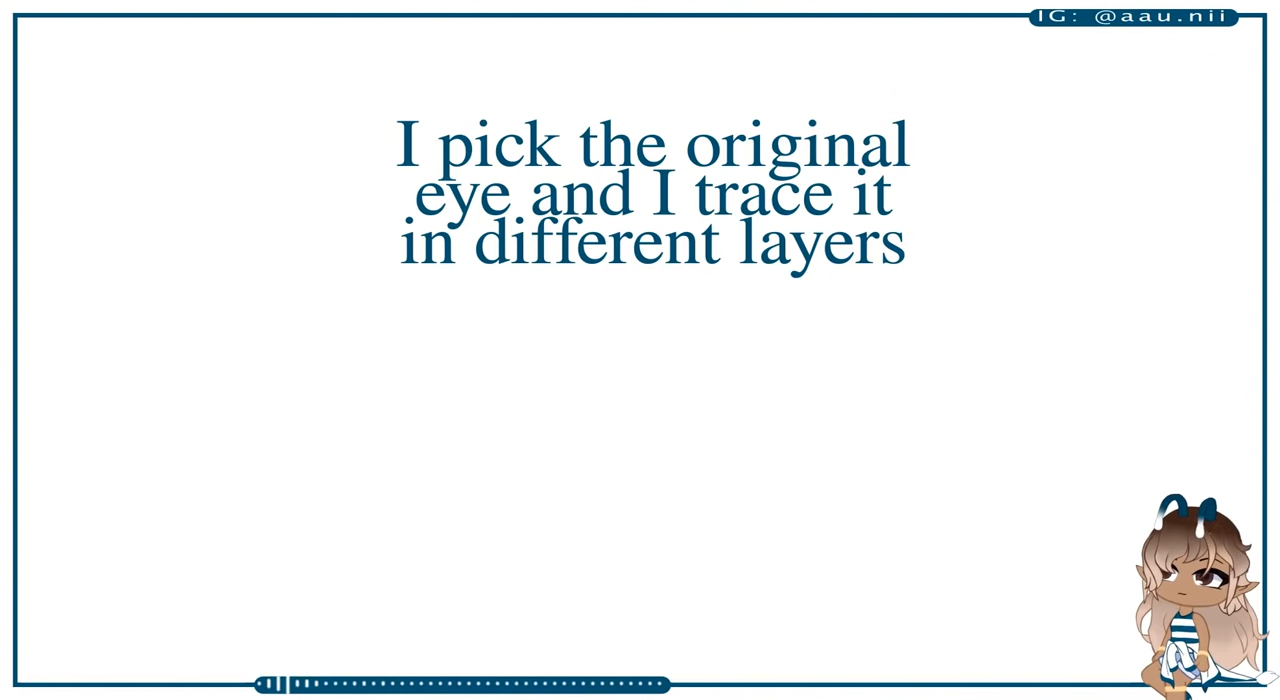 IG: @aau.nii
I pick the original
eye and I trace it
in different layers